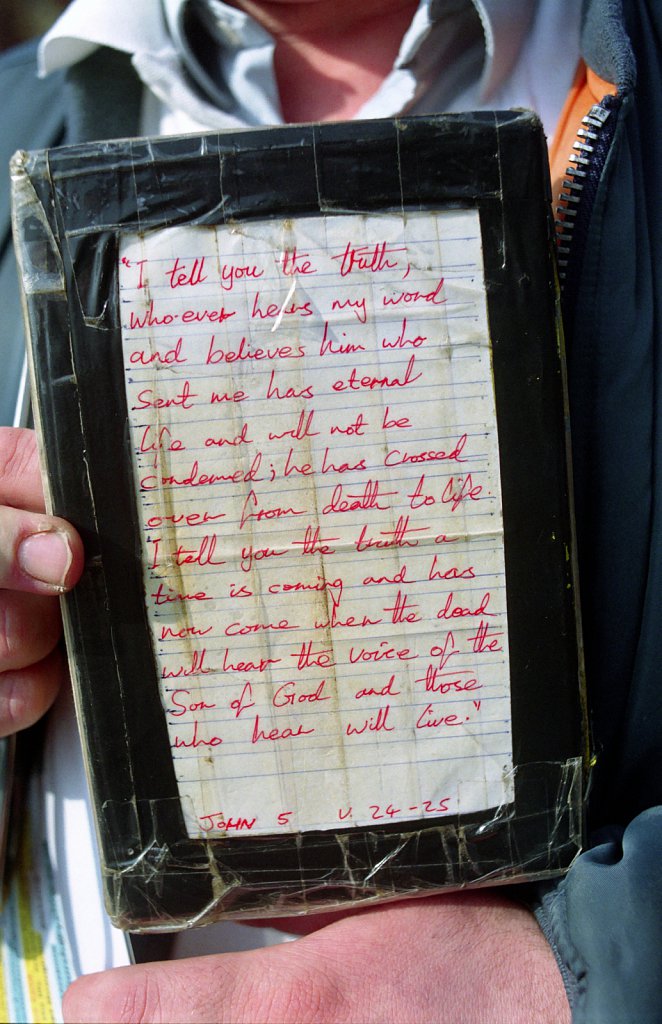 "I tell you the truth,
who-ever hears my word
and believes him who
Sent me has eternal
life and will not be
condemned; he has crossed
over from death to life.
I tell you the truth a
time is coming and has
now come when the dead
will hear the voice of the
Son of God and those
who hear will live."
JOHN 5 V. 24-25